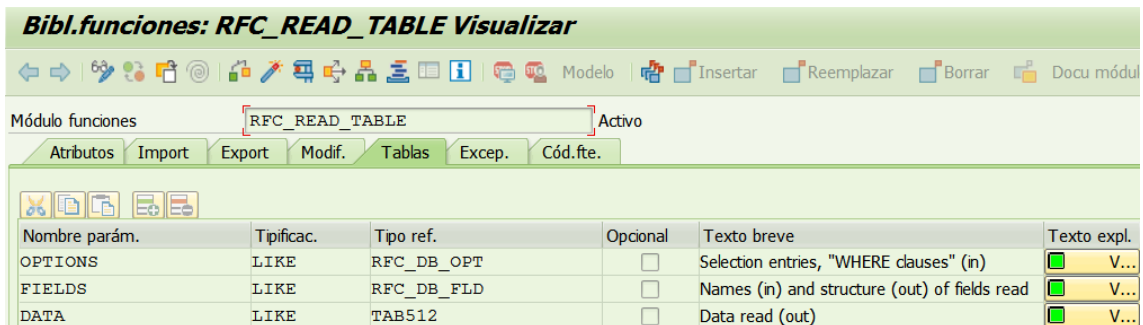 Bibl.funciones: RFC_READ_TABLE Visualizar
Modelo Insertar Reemplazar Borrar Docu módul
Módulo funciones RFC_READ_TABLE Activo
Atributos Import Export Modif. Tablas Excep. Cód.fte.
Nombre parám. Tipificac. Tipo ref. Opcional Texto breve Texto expl.
OPTIONS LIKE RFC_DB_OPT Selection entries, "WHERE clauses" (in) V...
FIELDS LIKE RFC_DB_FLD Names (in) and structure (out) of fields read V...
DATA LIKE TAB512 Data read (out) V...